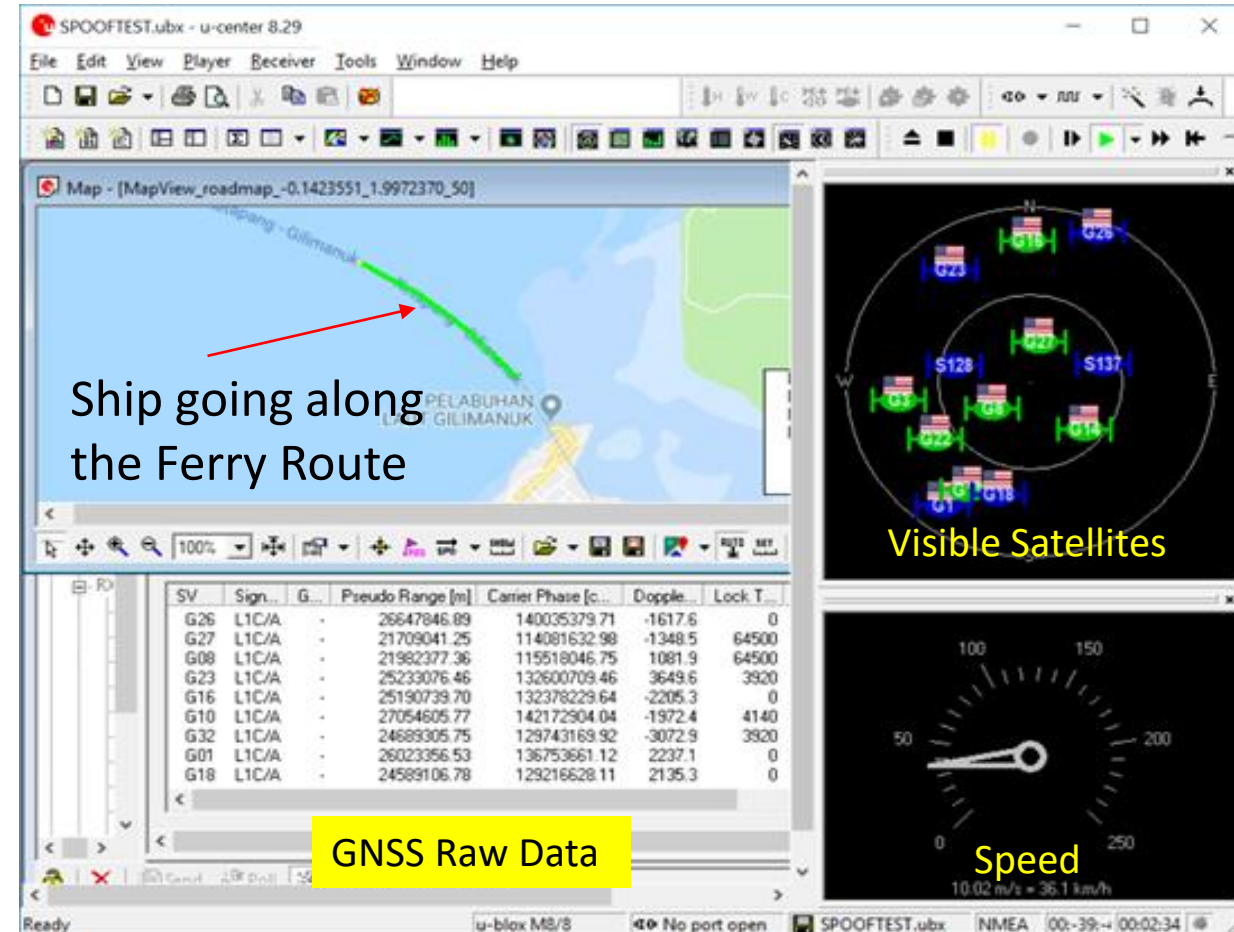 SPOOFTEST.ubx - u-center 8.29
File Edit View Player Receiver Tools Window Help
Map - [MapView_roadmap_-0.1423551_1.9972370_50]
Gilimanuk
Ship going along
the Ferry Route
PELABUHAN
LAUT GILIMANUK
100%
N
G16
G26
G23
G27
S128
S137
W
E
G3
G8
G22
G14
G1
G18
Visible Satellites
SV Sign... G... Pseudo Range [m] Carrier Phase [c... Dopple... Lock T...
G26 L1C/A - 26647846.89 140035379.71 -1617.6 0
G27 L1C/A - 21709041.25 114081632.98 -1348.5 64500
G08 L1C/A - 21982377.36 115518046.75 1081.9 64500
G23 L1C/A - 25233076.46 132600709.46 3649.6 3920
G16 L1C/A - 25190739.70 132378229.64 -2205.3 0
G10 L1C/A - 27054605.77 142172904.04 -1972.4 4140
G32 L1C/A - 24689305.75 129743169.92 -3072.9 3920
G01 L1C/A - 26023356.53 136753661.12 2237.1 0
G18 L1C/A - 24589106.78 129216628.11 2135.3 0
GNSS Raw Data
100 150
50 200
0 250
Speed
10.02 m/s = 36.1 km/h
Ready u-blox M8/8 No port open SPOOFTEST.ubx NMEA 00:-39:-4 00:02:34